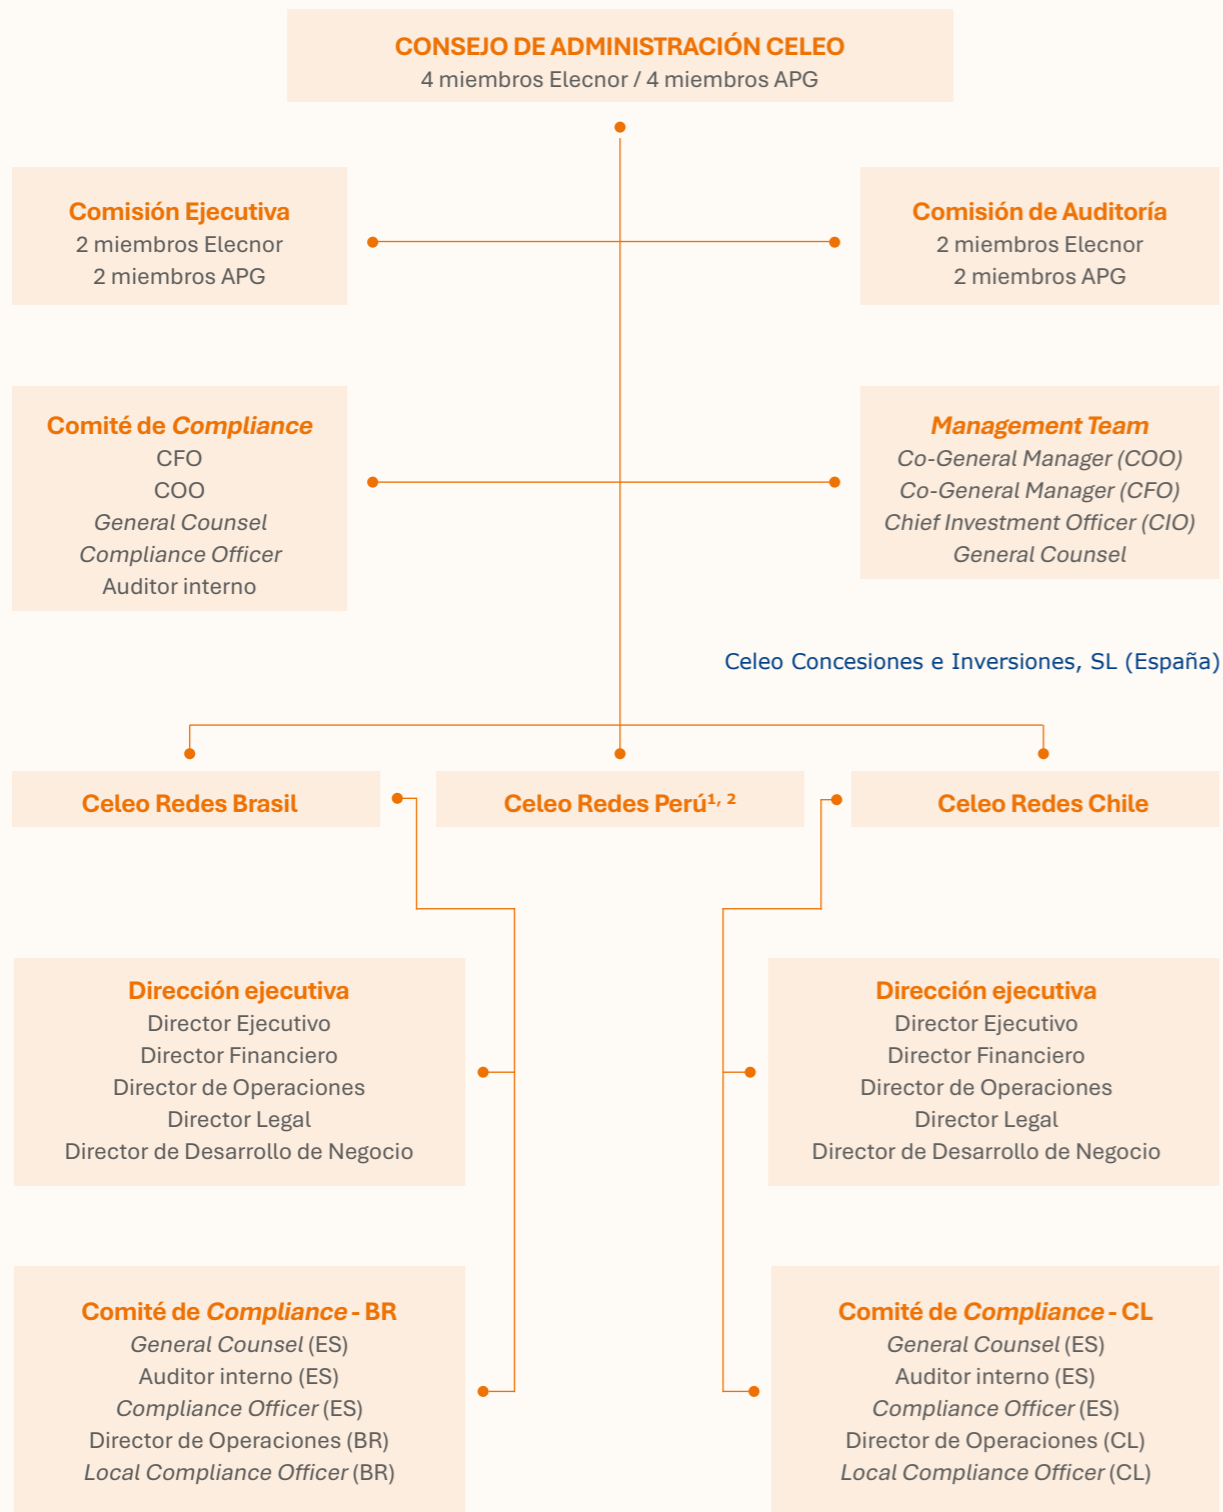 CONSEJO DE ADMINISTRACIÓN CELEO
4 miembros Elecnor / 4 miembros APG
Comisión Ejecutiva
2 miembros Elecnor
2 miembros APG
Comisión de Auditoría
2 miembros Elecnor
2 miembros APG
Comité de Compliance
CFO
COO
General Counsel
Compliance Officer
Auditor interno
Management Team
Co-General Manager (COO)
Co-General Manager (CFO)
Chief Investment Officer (CIO)
General Counsel
Celeo Concesiones e Inversiones, SL (España)
Celeo Redes Brasil
Celeo Redes Perú¹, ²
Celeo Redes Chile
Dirección ejecutiva
Director Ejecutivo
Director Financiero
Director de Operaciones
Director Legal
Director de Desarrollo de Negocio
Dirección ejecutiva
Director Ejecutivo
Director Financiero
Director de Operaciones
Director Legal
Director de Desarrollo de Negocio
Comité de Compliance - BR
General Counsel (ES)
Auditor interno (ES)
Compliance Officer (ES)
Director de Operaciones (BR)
Local Compliance Officer (BR)
Comité de Compliance - CL
General Counsel (ES)
Auditor interno (ES)
Compliance Officer (ES)
Director de Operaciones (CL)
Local Compliance Officer (CL)